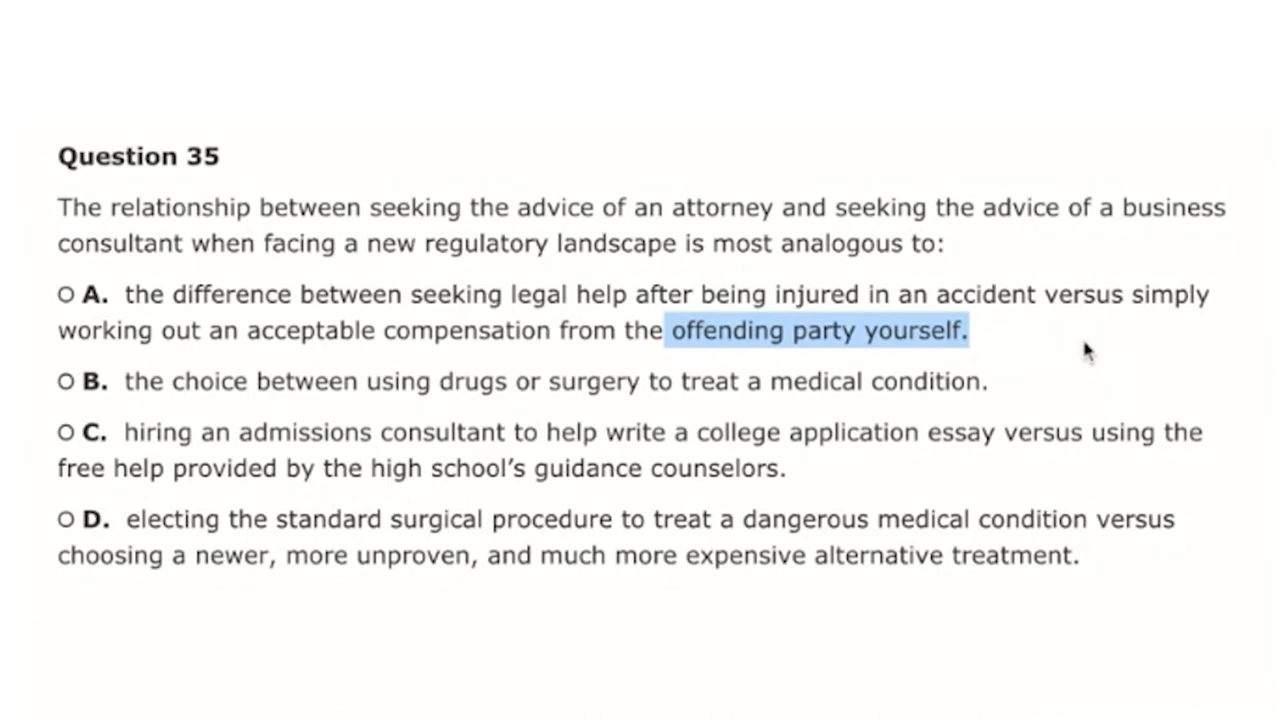 Question 35
The relationship between seeking the advice of an attorney and seeking the advice of a business
consultant when facing a new regulatory landscape is most analogous to:
O A. the difference between seeking legal help after being injured in an accident versus simply
working out an acceptable compensation from the offending party yourself.
O B. the choice between using drugs or surgery to treat a medical condition.
O C. hiring an admissions consultant to help write a college application essay versus using the
free help provided by the high school’s guidance counselors.
O D. electing the standard surgical procedure to treat a dangerous medical condition versus
choosing a newer, more unproven, and much more expensive alternative treatment.